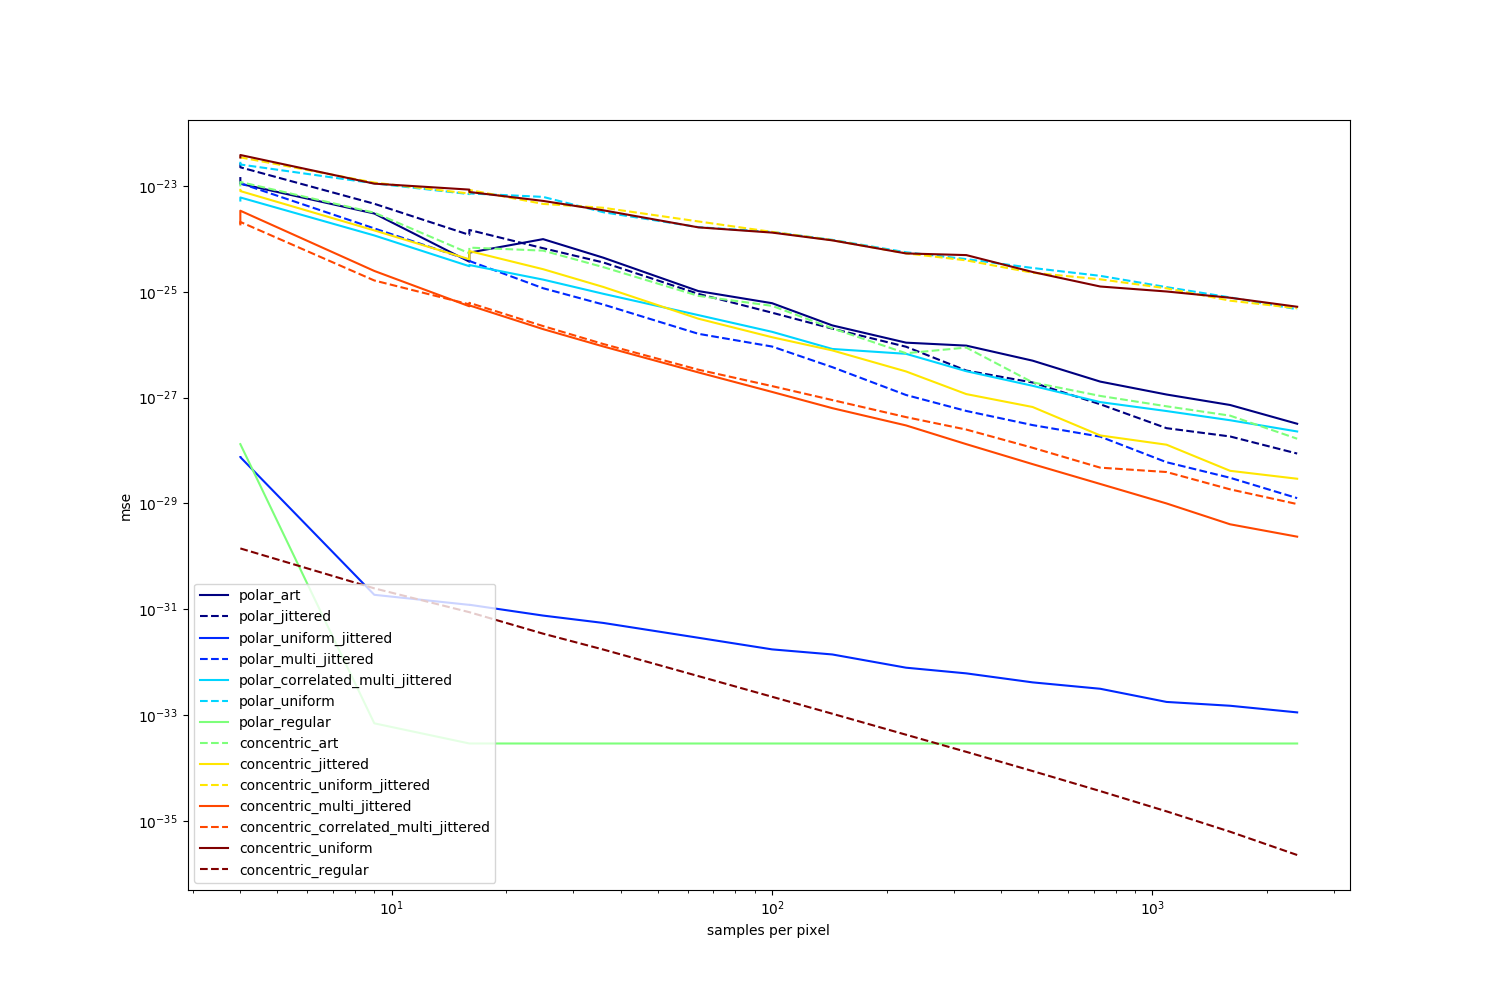 10^-23
10^-25
10^-27
10^-29
10^-31
10^-33
10^-35
mse
polar_art
polar_jittered
polar_uniform_jittered
polar_multi_jittered
polar_correlated_multi_jittered
polar_uniform
polar_regular
concentric_art
concentric_jittered
concentric_uniform_jittered
concentric_multi_jittered
concentric_correlated_multi_jittered
concentric_uniform
concentric_regular
10^1 10^2 10^3
samples per pixel